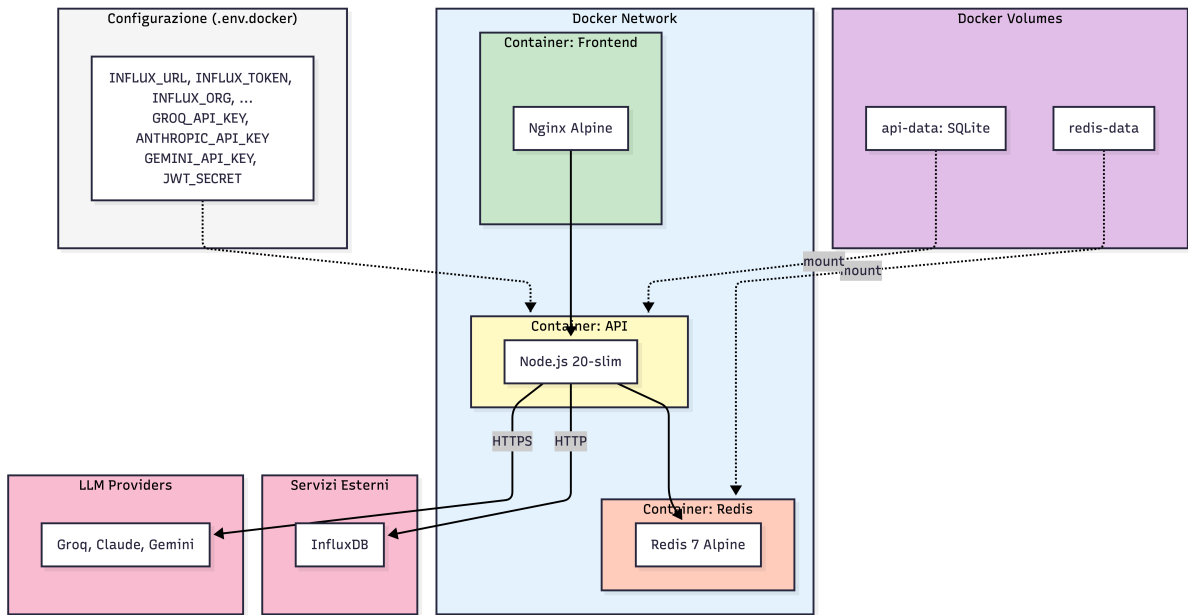 Configurazione (.env.docker)
INFLUX_URL, INFLUX_TOKEN,
INFLUX_ORG, ...
GROQ_API_KEY,
ANTHROPIC_API_KEY
GEMINI_API_KEY,
JWT_SECRET
Docker Network
Container: Frontend
Nginx Alpine
Docker Volumes
api-data: SQLite
redis-data
mount
mount
Container: API
Node.js 20-slim
HTTPS
HTTP
LLM Providers
Groq, Claude, Gemini
Servizi Esterni
InfluxDB
Container: Redis
Redis 7 Alpine